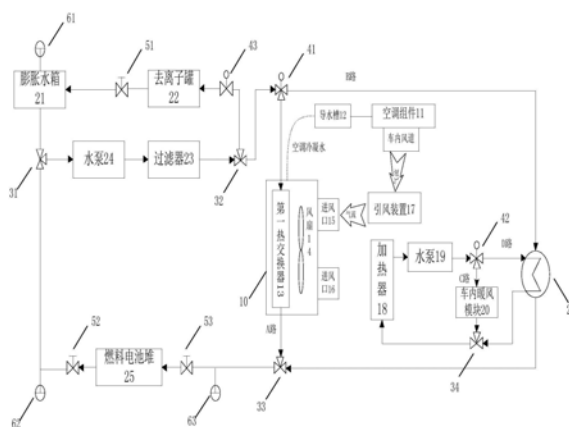 61
51
43
41
B路
膨胀水箱
21
去离子罐
22
导水槽12
空调组件11
车内风道
空调冷凝水
水泵24
过滤器23
31
32
气流
引风装置17
进风
口15
风扇14
第一热交换器13
进风
口16
10
加热器18
水泵19
42
D路
C路
车内暖风
模块20
A路
34
52
53
燃料电池堆
25
62
63
33